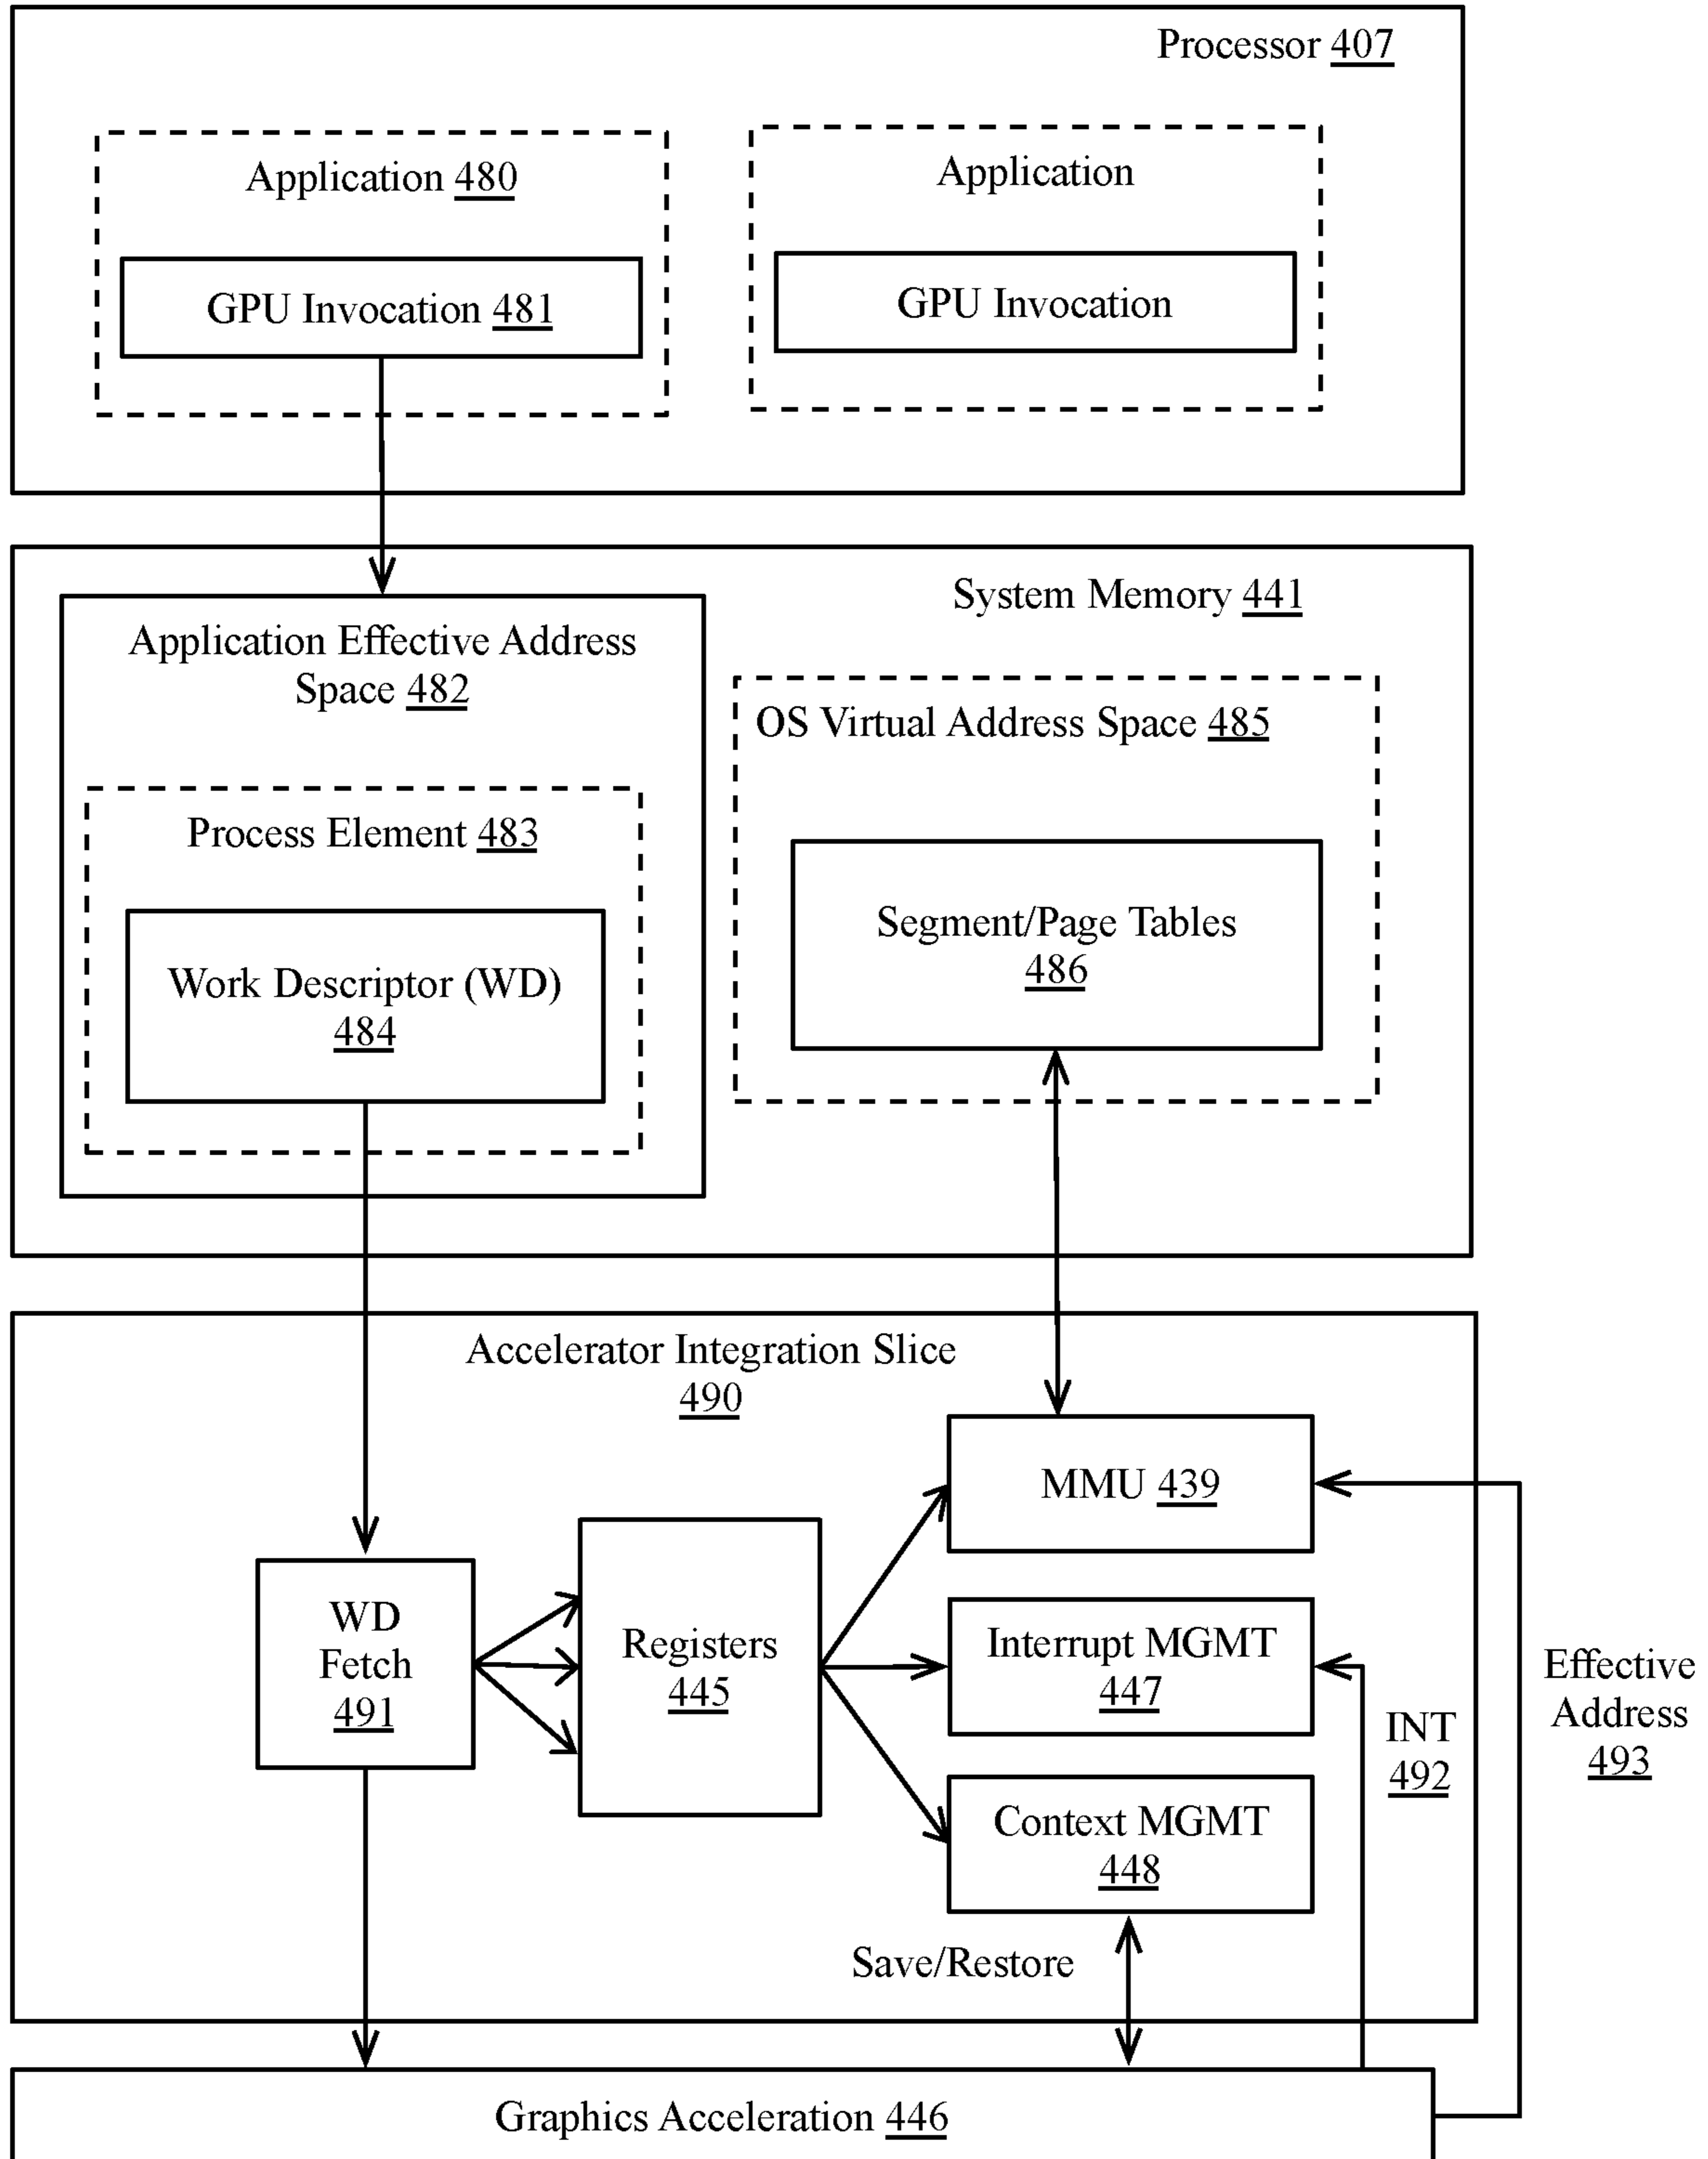 Processor 407
Application 480
Application
GPU Invocation 481
GPU Invocation
System Memory 441
Application Effective Address
Space 482
OS Virtual Address Space 485
Process Element 483
Segment/Page Tables
486
Work Descriptor (WD)
484
Accelerator Integration Slice
490
MMU 439
WD
Fetch
491
Registers
445
Interrupt MGMT
447
INT
492
Effective
Address
493
Context MGMT
448
Save/Restore
Graphics Acceleration 446